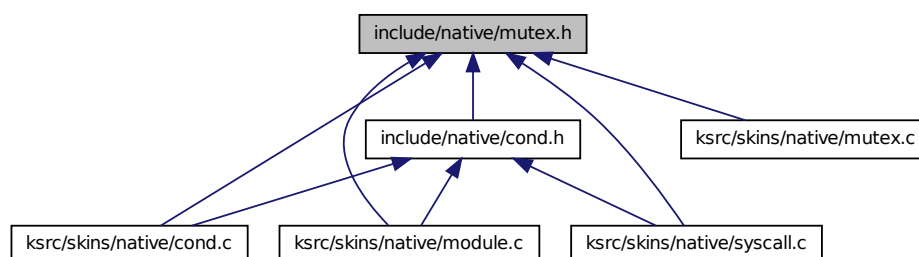 include/native/mutex.h
include/native/cond.h
ksrc/skins/native/mutex.c
ksrc/skins/native/cond.c
ksrc/skins/native/module.c
ksrc/skins/native/syscall.c